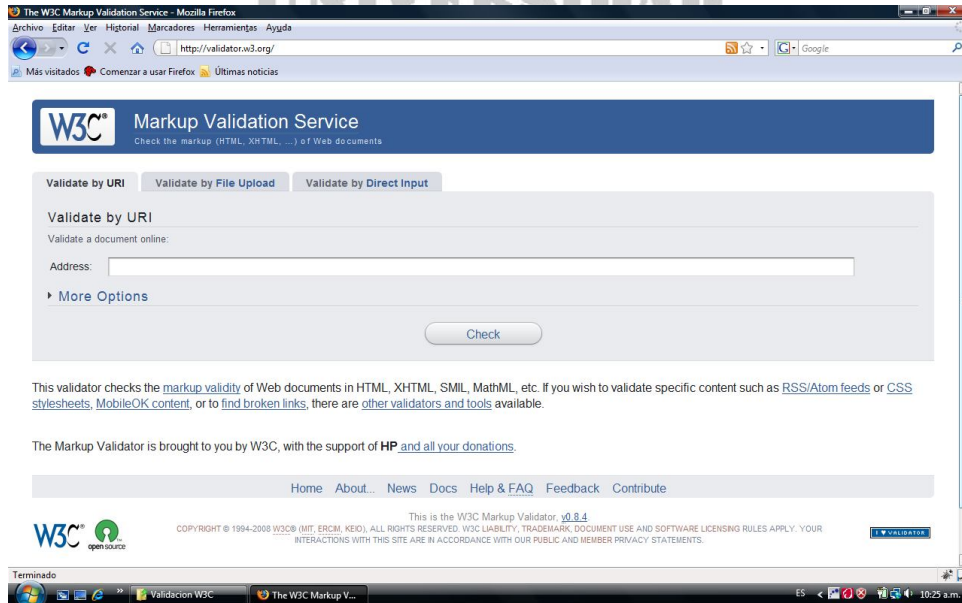 The W3C Markup Validation Service - Mozilla Firefox
Archivo Editar Ver Historial Marcadores Herramientas Ayuda
http://validator.w3.org/
G Google
Más visitados Comenzar a usar Firefox Últimas noticias
W3C® Markup Validation Service
Check the markup (HTML, XHTML, ...) of Web documents
Validate by URI Validate by File Upload Validate by Direct Input
Validate by URI
Validate a document online:
Address:
More Options
Check
This validator checks the markup validity of Web documents in HTML, XHTML, SMIL, MathML, etc. If you wish to validate specific content such as RSS/Atom feeds or CSS
stylesheets, MobileOK content, or to find broken links, there are other validators and tools available.
The Markup Validator is brought to you by W3C, with the support of HP and all your donations.
Home About... News Docs Help & FAQ Feedback Contribute
This is the W3C Markup Validator, v0.8.4.
COPYRIGHT © 1994-2008 W3C® (MIT, ERCIM, KEIO), ALL RIGHTS RESERVED. W3C LIABILITY, TRADEMARK, DOCUMENT USE AND SOFTWARE LICENSING RULES APPLY. YOUR
INTERACTIONS WITH THIS SITE ARE IN ACCORDANCE WITH OUR PUBLIC AND MEMBER PRIVACY STATEMENTS.
W3C® open source
I ♥ VALIDATOR
Terminado
Validacion W3C The W3C Markup V...
ES 10:25 a.m.